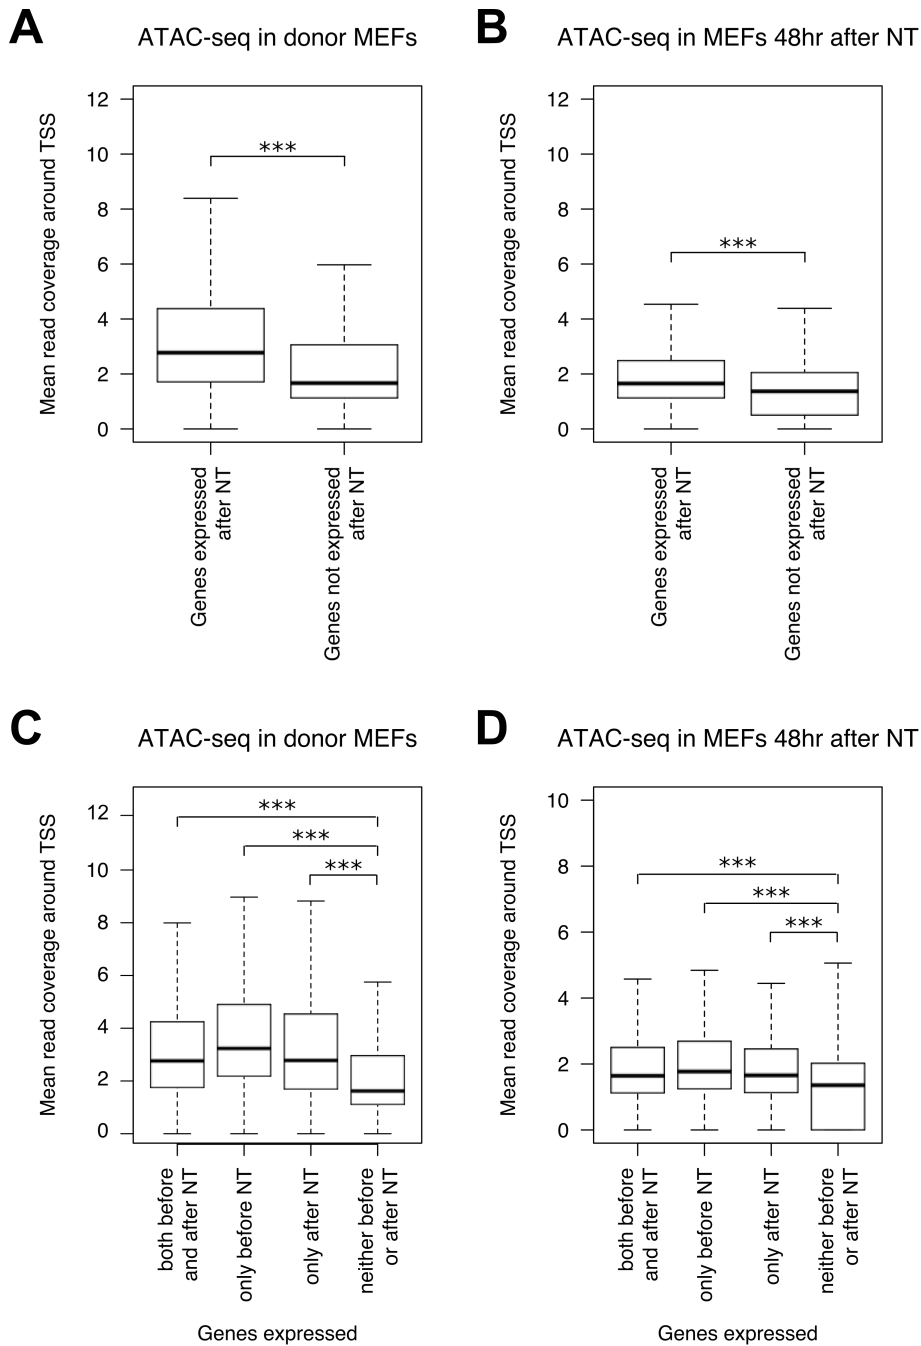 A
ATAC-seq in donor MEFs
Mean read coverage around TSS
12
10
8
6
4
2
0
***
Genes expressed
after NT
Genes not expressed
after NT
B
ATAC-seq in MEFs 48hr after NT
Mean read coverage around TSS
12
10
8
6
4
2
0
***
Genes expressed
after NT
Genes not expressed
after NT
C
ATAC-seq in donor MEFs
Mean read coverage around TSS
12
10
8
6
4
2
0
***
***
***
both before
and after NT
only before NT
only after NT
neither before
or after NT
Genes expressed
D
ATAC-seq in MEFs 48hr after NT
Mean read coverage around TSS
10
8
6
4
2
0
***
***
***
both before
and after NT
only before NT
only after NT
neither before
or after NT
Genes expressed